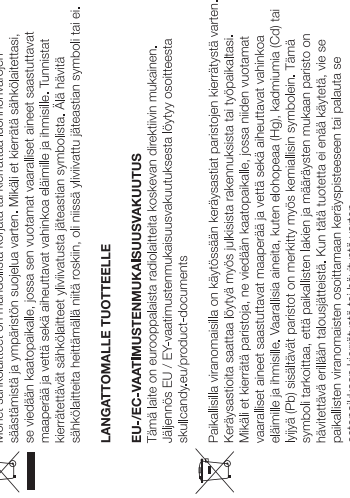 säästämistä ja ympäristön suojelua varten. Mikäli et kierrätä sähkölaitettasi,
se viedään kaatopaikalle, jossa sen vuotamat vaaralliset aineet saastuttavat
maaperää ja vettä sekä aiheuttavat vahinkoa eläimille ja ihmisille. Tunnistat
kierrätettävät sähkölaitteet yliviivatusta jäteastian symbolista. Älä hävitä
sähkölaitteita heittämällä niitä roskiin, oli niissä yliviivattu jäteastian symboli tai ei.
LANGATTOMALLE TUOTTEELLE
EU-/EC-VAATIMUSTENMUKAISUUSVAKUUTUS
Tämä laite on eurooppalaista radiolaitteita koskevan direktiivin mukainen.
Jäljennös EU / EY-vaatimustenmukaisuusvakuutuksesta löytyy osoitteesta
skullcandy.eu/product-documents
Paikallisilla viranomaisilla on käytössään keräysastiat paristojen kierrätystä varten.
Keräysastioita saattaa löytyä myös julkisista rakennuksista tai työpaikaltasi.
Mikäli et kierrätä paristoja, ne viedään kaatopaikalle, jossa niiden vuotamat
vaaralliset aineet saastuttavat maaperää ja vettä sekä aiheuttavat vahinkoa
eläimille ja ihmisille. Vaarallisia aineita, kuten elohopeaa (Hg), kadmiumia (Cd) tai
lyijyä (Pb) sisältävät paristot on merkitty myös kemiallisin symbolein. Tämä
symboli tarkoittaa, että paikallisten lakien ja määräysten mukaan paristo on
hävitettävä erillään talousjätteistä. Kun tätä tuotetta ei enää käytetä, vie se
paikallisten viranomaisten osoittamaan keräyspisteeseen tai palauta se